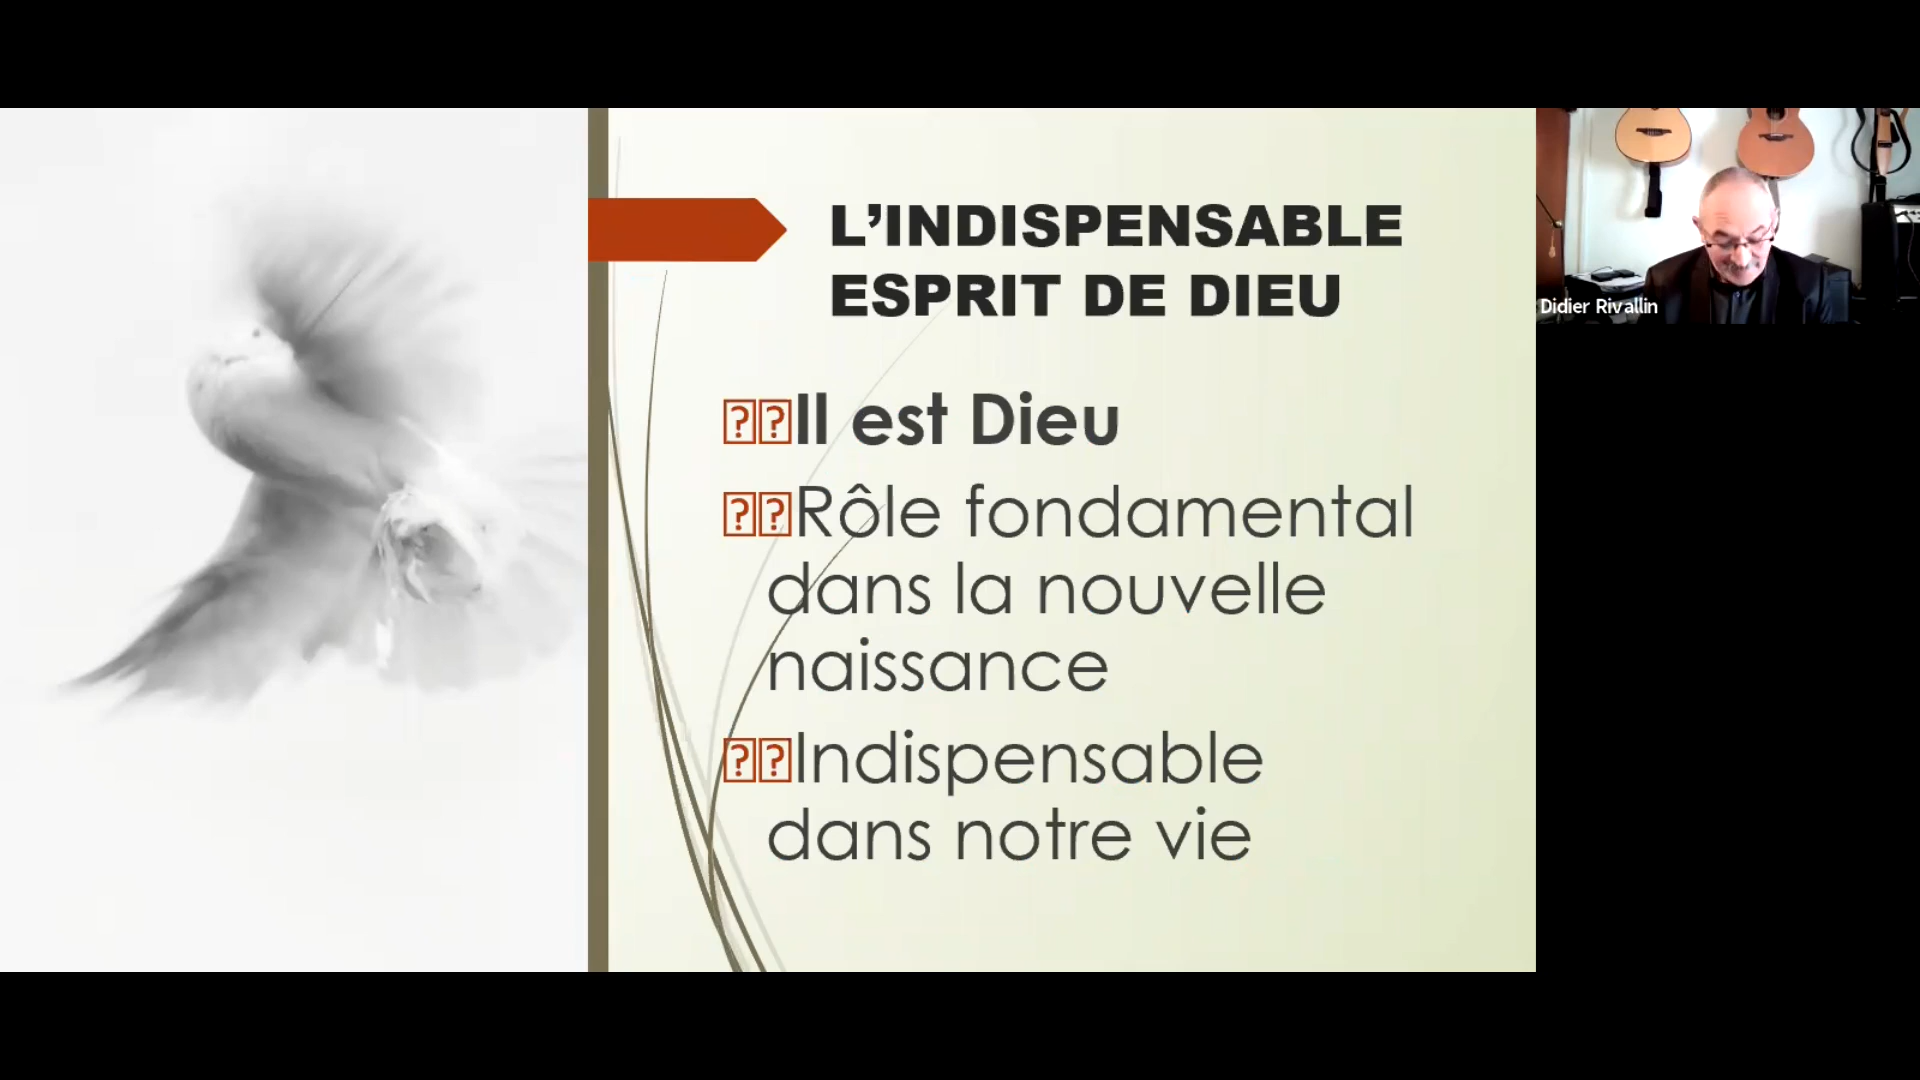 L’INDISPENSABLE
ESPRIT DE DIEU
Il est Dieu
Rôle fondamental
dans la nouvelle
naissance
Indispensable
dans notre vie
Didier Rivallin